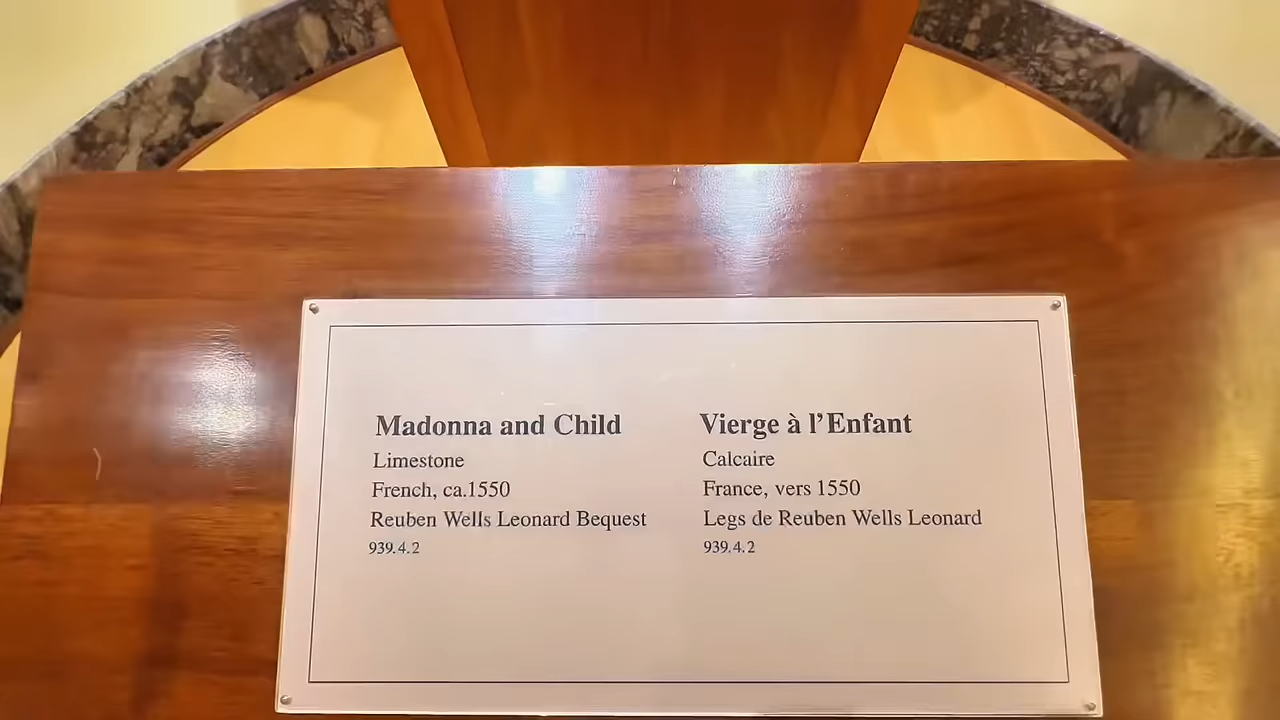 Madonna and Child
Limestone
French, ca.1550
Reuben Wells Leonard Bequest
939.4.2
Vierge à l'Enfant
Calcaire
France, vers 1550
Legs de Reuben Wells Leonard
939.4.2